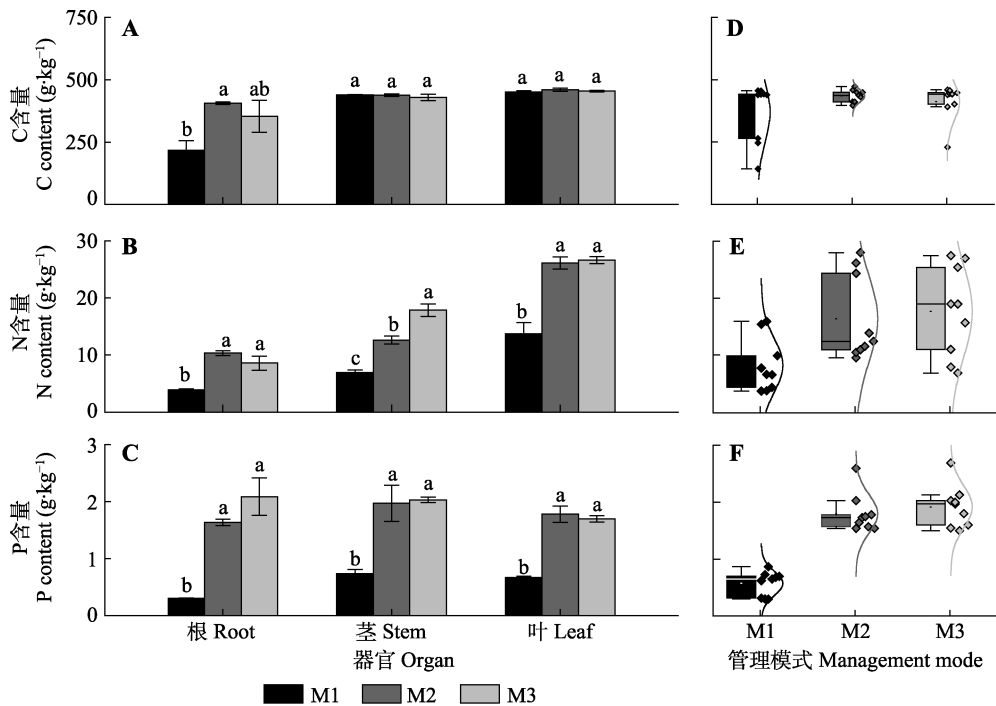 A
C含量
C content (g·kg⁻¹)
750
500
250
0
b
a
ab
a
a
a
a
a
a
D
B
N含量
N content (g·kg⁻¹)
30
20
10
0
b
a
a
c
b
a
b
a
a
E
C
P含量
P content (g·kg⁻¹)
3
2
1
0
b
a
a
b
a
a
b
a
a
F
根 Root
茎 Stem
叶 Leaf
器官 Organ
M1
M2
M3
管理模式 Management mode
M1
M2
M3